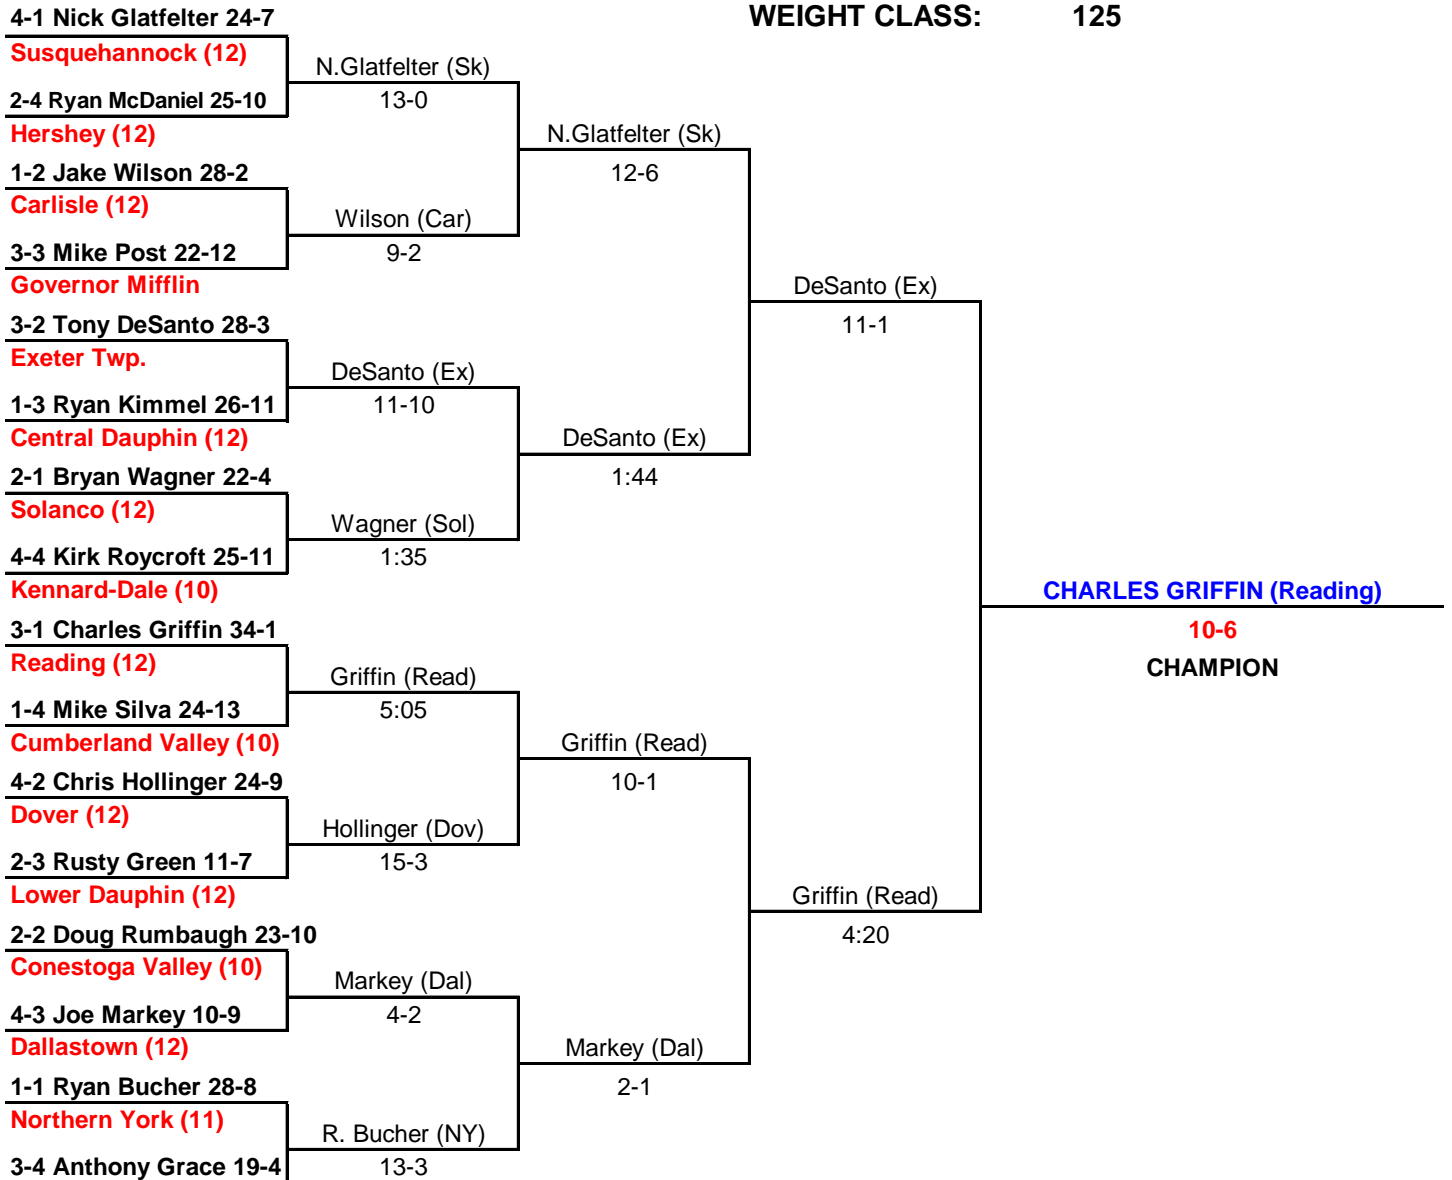 WEIGHT CLASS: 125
4-1 Nick Glatfelter 24-7
Susquehannock (12)
N.Glatfelter (Sk)
2-4 Ryan McDaniel 25-10
13-0
Hershey (12)
N.Glatfelter (Sk)
1-2 Jake Wilson 28-2
12-6
Carlisle (12)
Wilson (Car)
3-3 Mike Post 22-12
9-2
Governor Mifflin
DeSanto (Ex)
3-2 Tony DeSanto 28-3
11-1
Exeter Twp.
DeSanto (Ex)
1-3 Ryan Kimmel 26-11
11-10
Central Dauphin (12)
DeSanto (Ex)
2-1 Bryan Wagner 22-4
1:44
Solanco (12)
Wagner (Sol)
4-4 Kirk Roycroft 25-11
1:35
Kennard-Dale (10)
CHARLES GRIFFIN (Reading)
3-1 Charles Griffin 34-1
10-6
Reading (12)
CHAMPION
Griffin (Read)
1-4 Mike Silva 24-13
5:05
Cumberland Valley (10)
Griffin (Read)
4-2 Chris Hollinger 24-9
10-1
Dover (12)
Hollinger (Dov)
2-3 Rusty Green 11-7
15-3
Lower Dauphin (12)
Griffin (Read)
2-2 Doug Rumbaugh 23-10
4:20
Conestoga Valley (10)
Markey (Dal)
4-3 Joe Markey 10-9
4-2
Dallastown (12)
Markey (Dal)
1-1 Ryan Bucher 28-8
2-1
Northern York (11)
R. Bucher (NY)
3-4 Anthony Grace 19-4
13-3